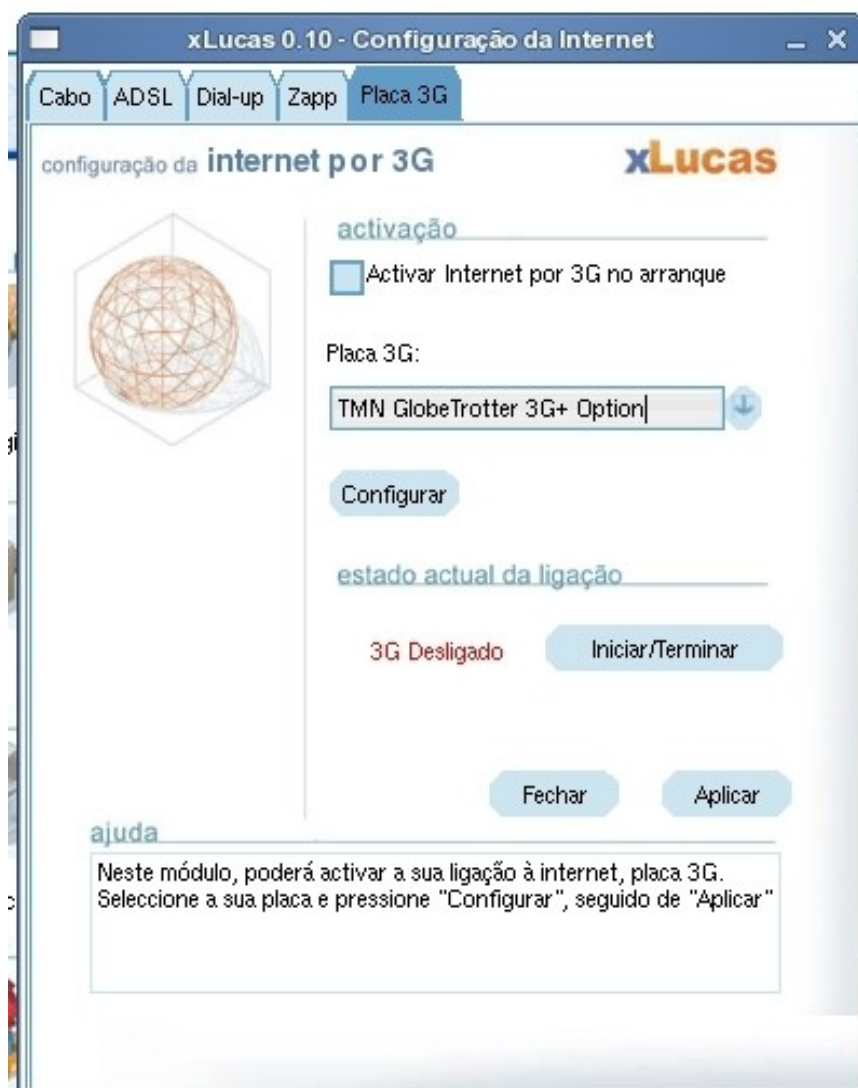 xLucas 0.10 - Configuração da Internet
Cabo ADSL Dial-up Zapp Placa 3G
configuração da internet por 3G xLucas
activação
Activar Internet por 3G no arranque
Placa 3G:
TMN GlobeTrotter 3G+ Option
Configurar
estado actual da ligação
3G Desligado Iniciar/Terminar
Fechar Aplicar
ajuda
Neste módulo, poderá activar a sua ligação à internet, placa 3G.
Seleccione a sua placa e pressione "Configurar", seguido de "Aplicar"